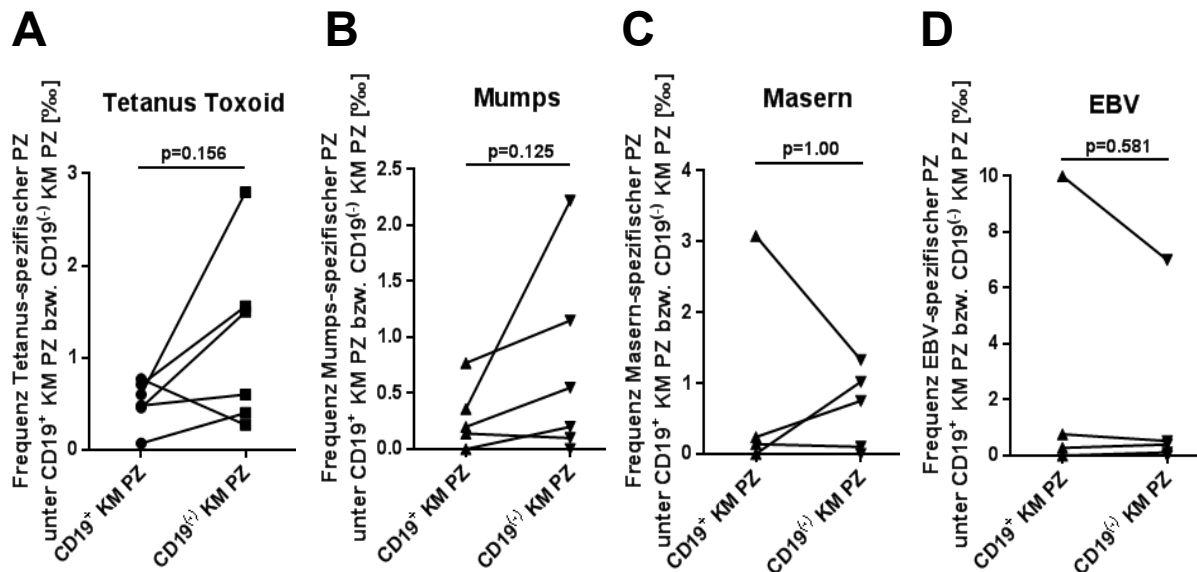 A
Tetanus Toxoid
p=0.156
Frequenz Tetanus-spezifischer PZ
unter CD19⁺ KM PZ bzw. CD19⁽⁻⁾ KM PZ [‰]
3
2
1
0
CD19⁺ KM PZ
CD19⁽⁻⁾ KM PZ
B
Mumps
p=0.125
Frequenz Mumps-spezifischer PZ
unter CD19⁺ KM PZ bzw. CD19⁽⁻⁾ KM PZ [‰]
2.5
2.0
1.5
1.0
0.5
0.0
CD19⁺ KM PZ
CD19⁽⁻⁾ KM PZ
C
Masern
p=1.00
Frequenz Masern-spezifischer PZ
unter CD19⁺ KM PZ bzw. CD19⁽⁻⁾ KM PZ [‰]
4
3
2
1
0
CD19⁺ KM PZ
CD19⁽⁻⁾ KM PZ
D
EBV
p=0.581
Frequenz EBV-spezifischer PZ
unter CD19⁺ KM PZ bzw. CD19⁽⁻⁾ KM PZ [‰]
10
8
6
4
2
0
CD19⁺ KM PZ
CD19⁽⁻⁾ KM PZ